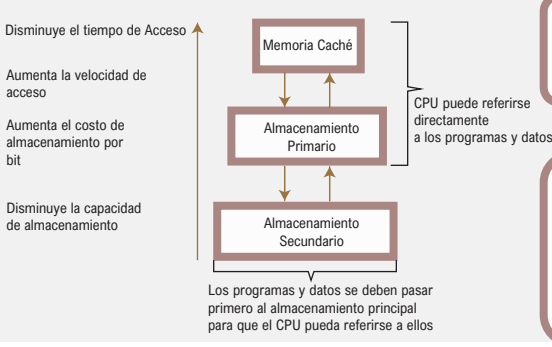 Disminuye el tiempo de Acceso
Aumenta la velocidad de
acceso
Aumenta el costo de
almacenamiento por
bit
Disminuye la capacidad
de almacenamiento
Memoria Caché
Almacenamiento
Primario
Almacenamiento
Secundario
CPU puede referirse
directamente
a los programas y datos
Los programas y datos se deben pasar
primero al almacenamiento principal
para que el CPU pueda referirse a ellos